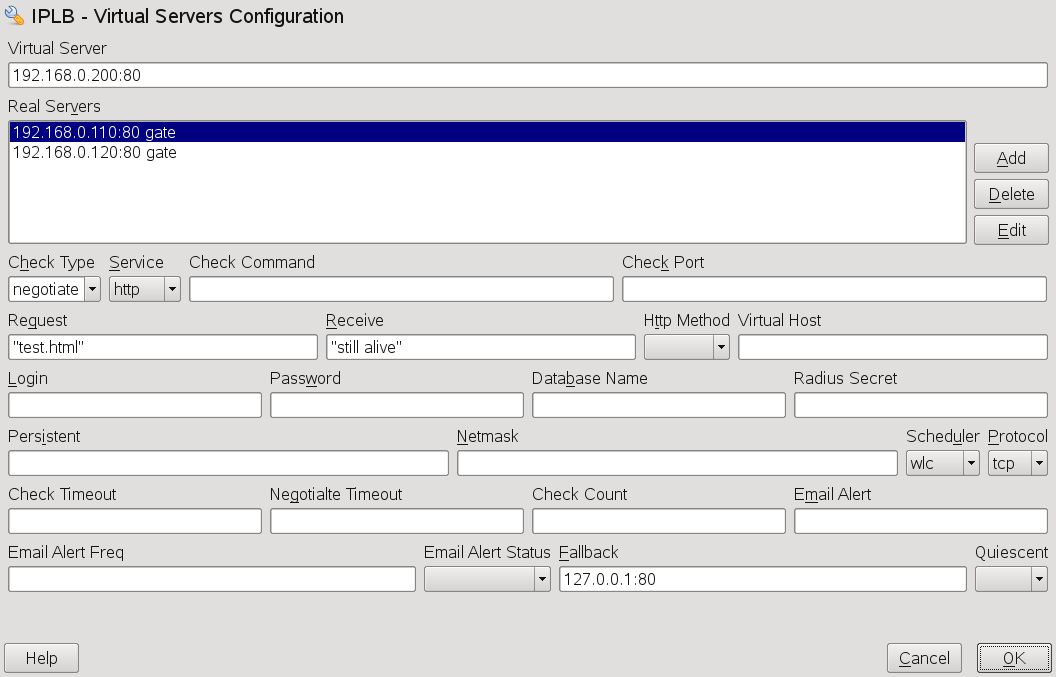 IPLB - Virtual Servers Configuration
Virtual Server
192.168.0.200:80
Real Servers
192.168.0.110:80 gate
192.168.0.120:80 gate
Add
Delete
Edit
Check Type Service Check Command Check Port
negotiate http
Request Receive Http Method Virtual Host
"test.html" "still alive"
Login Password Database Name Radius Secret
Persistent Netmask Scheduler Protocol
wlc tcp
Check Timeout Negotialte Timeout Check Count Email Alert
Email Alert Freq Email Alert Status Fallback Quiescent
127.0.0.1:80
Help Cancel OK